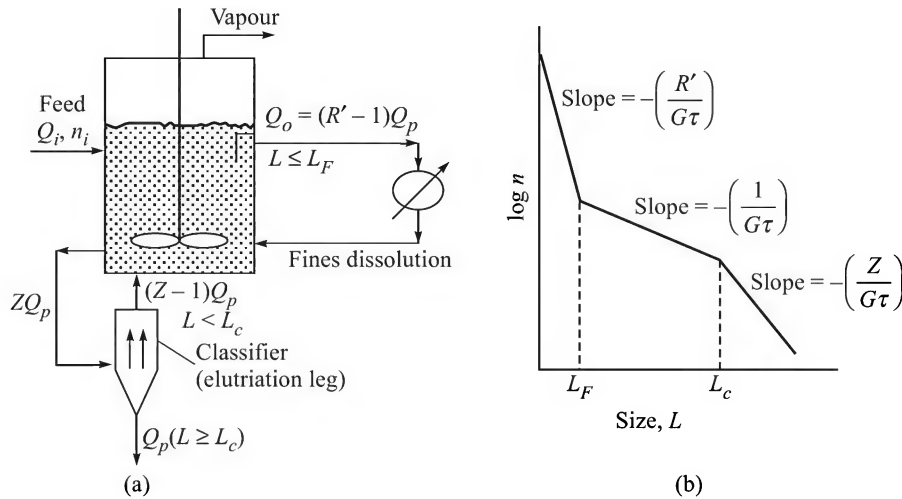 Vapour
Feed
Q_i, n_i
Q_o = (R′ − 1)Q_p
L ≤ L_F
Fines dissolution
ZQ_p
(Z − 1)Q_p
L < L_c
Classifier
(elutriation leg)
Q_p(L ≥ L_c)
(a)
log n
Slope = −(R′/Gτ)
Slope = −(1/Gτ)
Slope = −(Z/Gτ)
L_F
L_c
Size, L
(b)